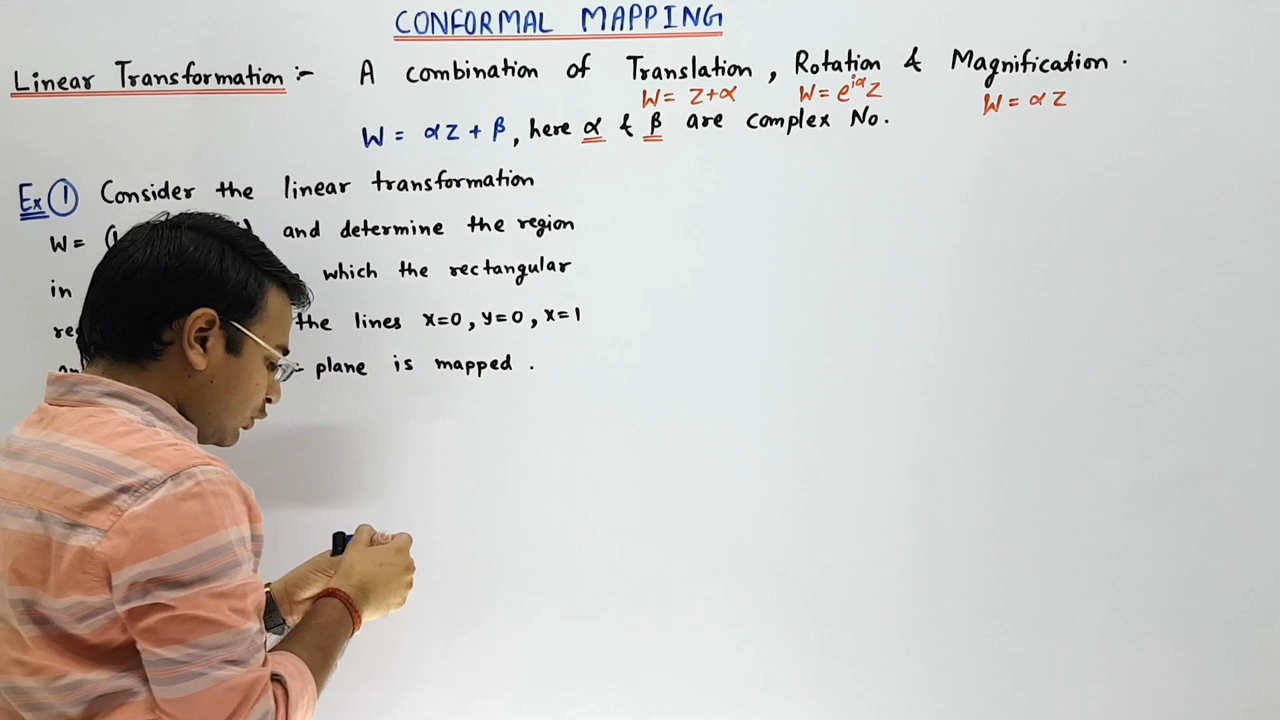 CONFORMAL MAPPING
Linear Transformation :- A combination of Translation, Rotation & Magnification.
W = Z+α W = e^{iα}Z W = αZ
W = αZ + β, here α & β are complex No.
Ex ① Consider the linear transformation
W = and determine the region
in which the rectangular
the lines x=0, y=0, x=1
plane is mapped.